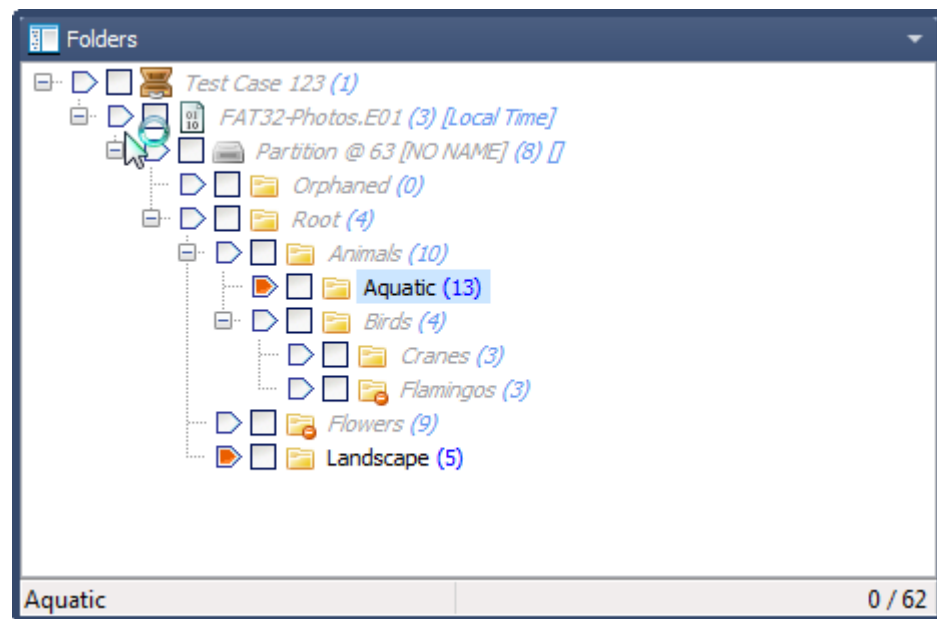 Folders
Test Case 123 (1)
FAT32-Photos.E01 (3) [Local Time]
Partition @ 63 [NO NAME] (8) []
Orphaned (0)
Root (4)
Animals (10)
Aquatic (13)
Birds (4)
Cranes (3)
Flamingos (3)
Flowers (9)
Landscape (5)
Aquatic 0 / 62